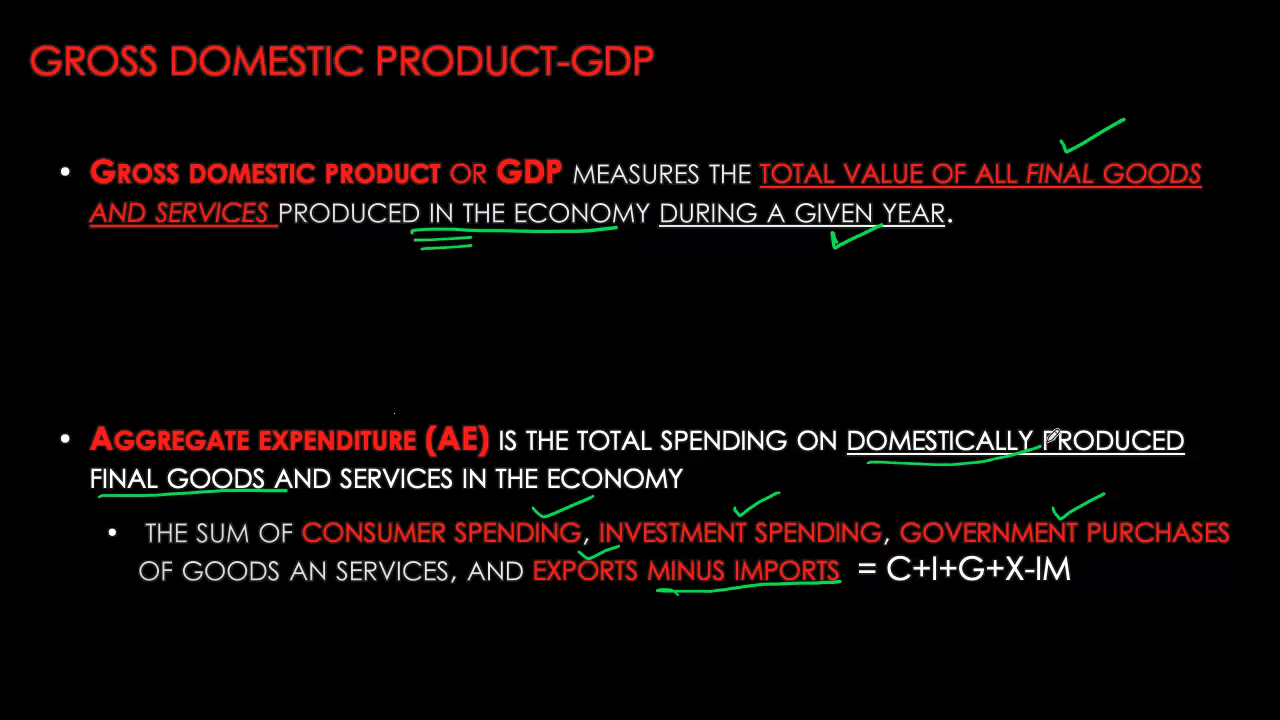 GROSS DOMESTIC PRODUCT-GDP
• GROSS DOMESTIC PRODUCT OR GDP MEASURES THE TOTAL VALUE OF ALL FINAL GOODS
AND SERVICES PRODUCED IN THE ECONOMY DURING A GIVEN YEAR.
• AGGREGATE EXPENDITURE (AE) IS THE TOTAL SPENDING ON DOMESTICALLY PRODUCED
FINAL GOODS AND SERVICES IN THE ECONOMY
• THE SUM OF CONSUMER SPENDING, INVESTMENT SPENDING, GOVERNMENT PURCHASES
OF GOODS AN SERVICES, AND EXPORTS MINUS IMPORTS = C+I+G+X-IM